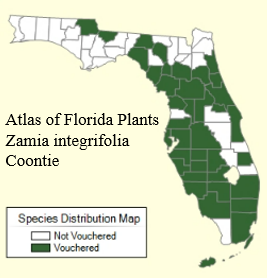 Atlas of Florida Plants
Zamia integrifolia
Coontie
Species Distribution Map
Not Vouchered
Vouchered